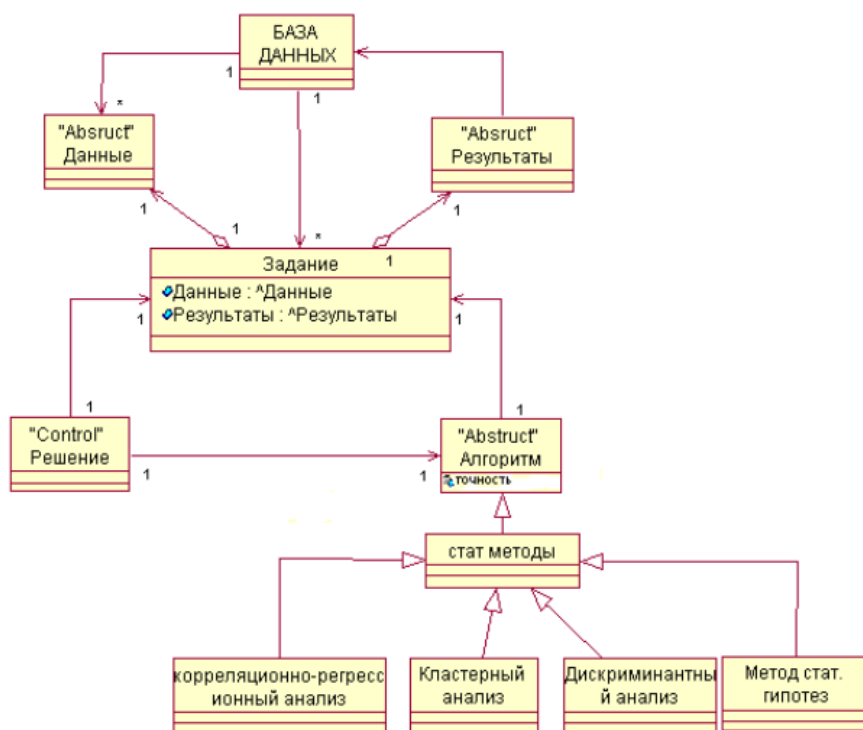 БАЗА
ДАННЫХ
1
1
*
"Absruct"
Данные
"Absruct"
Результаты
1
1
1
*
1
Задание
Данные : ^Данные
Результаты : ^Результаты
1
1
1
1
"Control"
Решение
"Abstruct"
Алгоритм
точность
1
1
стат методы
корреляционно-регресс
ионный анализ
Кластерный
анализ
Дискриминантны
й анализ
Метод стат.
гипотез